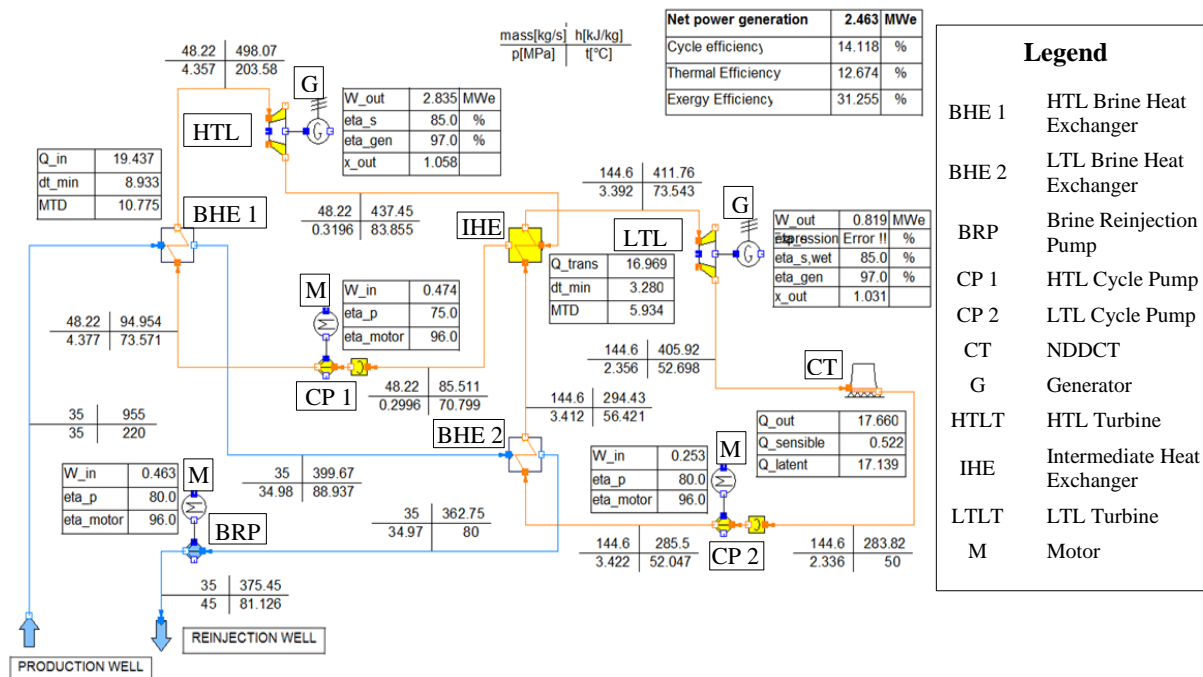 48.22 498.07
4.357 203.58
mass[kg/s] h[kJ/kg]
p[MPa] t[°C]
Net power generation 2.463 MWe
Cycle efficiency 14.118 %
Thermal Efficiency 12.674 %
Exergy Efficiency 31.255 %
G
HTL
G
W_out 2.835 MWe
eta_s 85.0 %
eta_gen 97.0 %
x_out 1.058
Q_in 19.437
dt_min 8.933
MTD 10.775
BHE 1
48.22 437.45
0.3196 83.855
IHE
144.6 411.76
3.392 73.543
LTL
G
G
W_out 0.819 MWe
Error !! %
eta_s,wet 85.0 %
eta_gen 97.0 %
x_out 1.031
Q_trans 16.969
dt_min 3.280
MTD 5.934
M
M
W_in 0.474
eta_p 75.0
eta_motor 96.0
48.22 94.954
4.377 73.571
CP 1
48.22 85.511
0.2996 70.799
144.6 405.92
2.356 52.698
CT
144.6 294.43
3.412 56.421
35 955
35 220
BHE 2
35 399.67
34.98 88.937
Q_out 17.660
Q_sensible 0.522
Q_latent 17.139
W_in 0.463
eta_p 80.0
eta_motor 96.0
M
M
BRP
W_in 0.253
eta_p 80.0
eta_motor 96.0
M
M
CP 2
35 362.75
34.97 80
144.6 285.5
3.422 52.047
144.6 283.82
2.336 50
35 375.45
45 81.126
PRODUCTION WELL
REINJECTION WELL
Legend
BHE 1 HTL Brine Heat
Exchanger
BHE 2 LTL Brine Heat
Exchanger
BRP Brine Reinjection
Pump
CP 1 HTL Cycle Pump
CP 2 LTL Cycle Pump
CT NDDCT
G Generator
HTLT HTL Turbine
IHE Intermediate Heat
Exchanger
LTLT LTL Turbine
M Motor